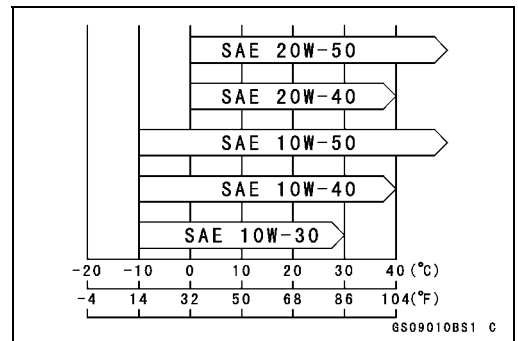 SAE 20W-50
SAE 20W-40
SAE 10W-50
SAE 10W-40
SAE 10W-30
-20 -10 0 10 20 30 40 (°C)
-4 14 32 50 68 86 104(°F)
GS09010BS1 C